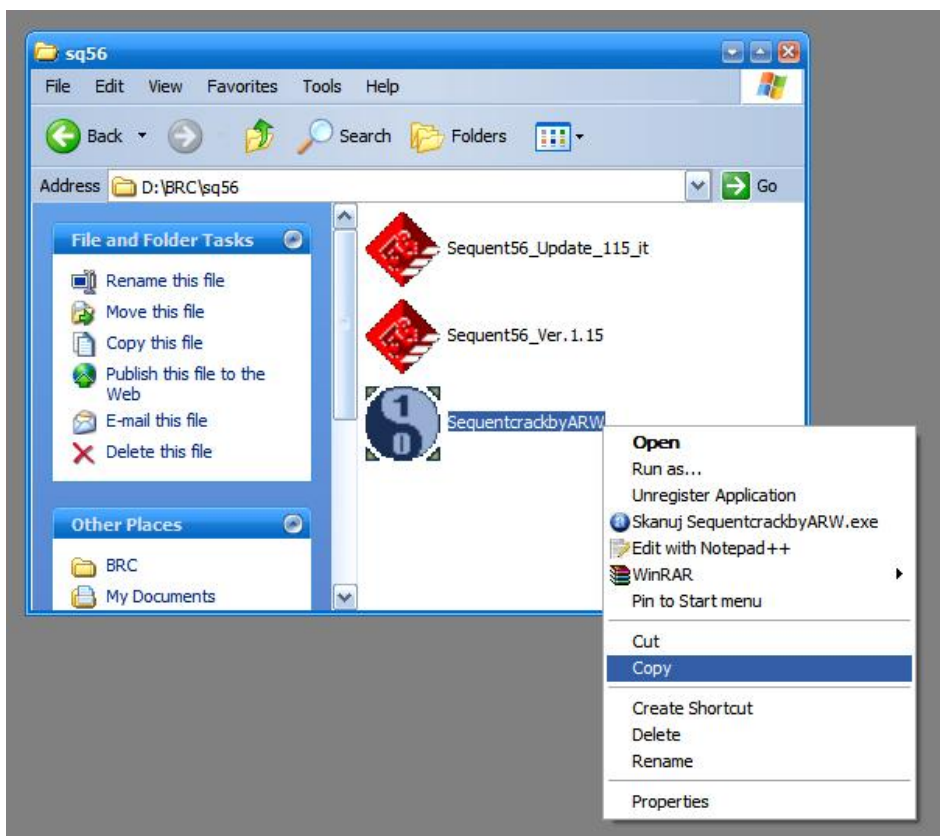 sq56
File Edit View Favorites Tools Help
Back Search Folders
Address D:\BRC\sq56 Go
File and Folder Tasks
Rename this file
Move this file
Copy this file
Publish this file to the
Web
E-mail this file
Delete this file
Other Places
BRC
My Documents
Sequent56_Update_115_it
Sequent56_Ver.1.15
SequentcrackbyARW
1
0
Open
Run as...
Unregister Application
Skanuj SequentcrackbyARW.exe
Edit with Notepad++
WinRAR
Pin to Start menu
Cut
Copy
Create Shortcut
Delete
Rename
Properties